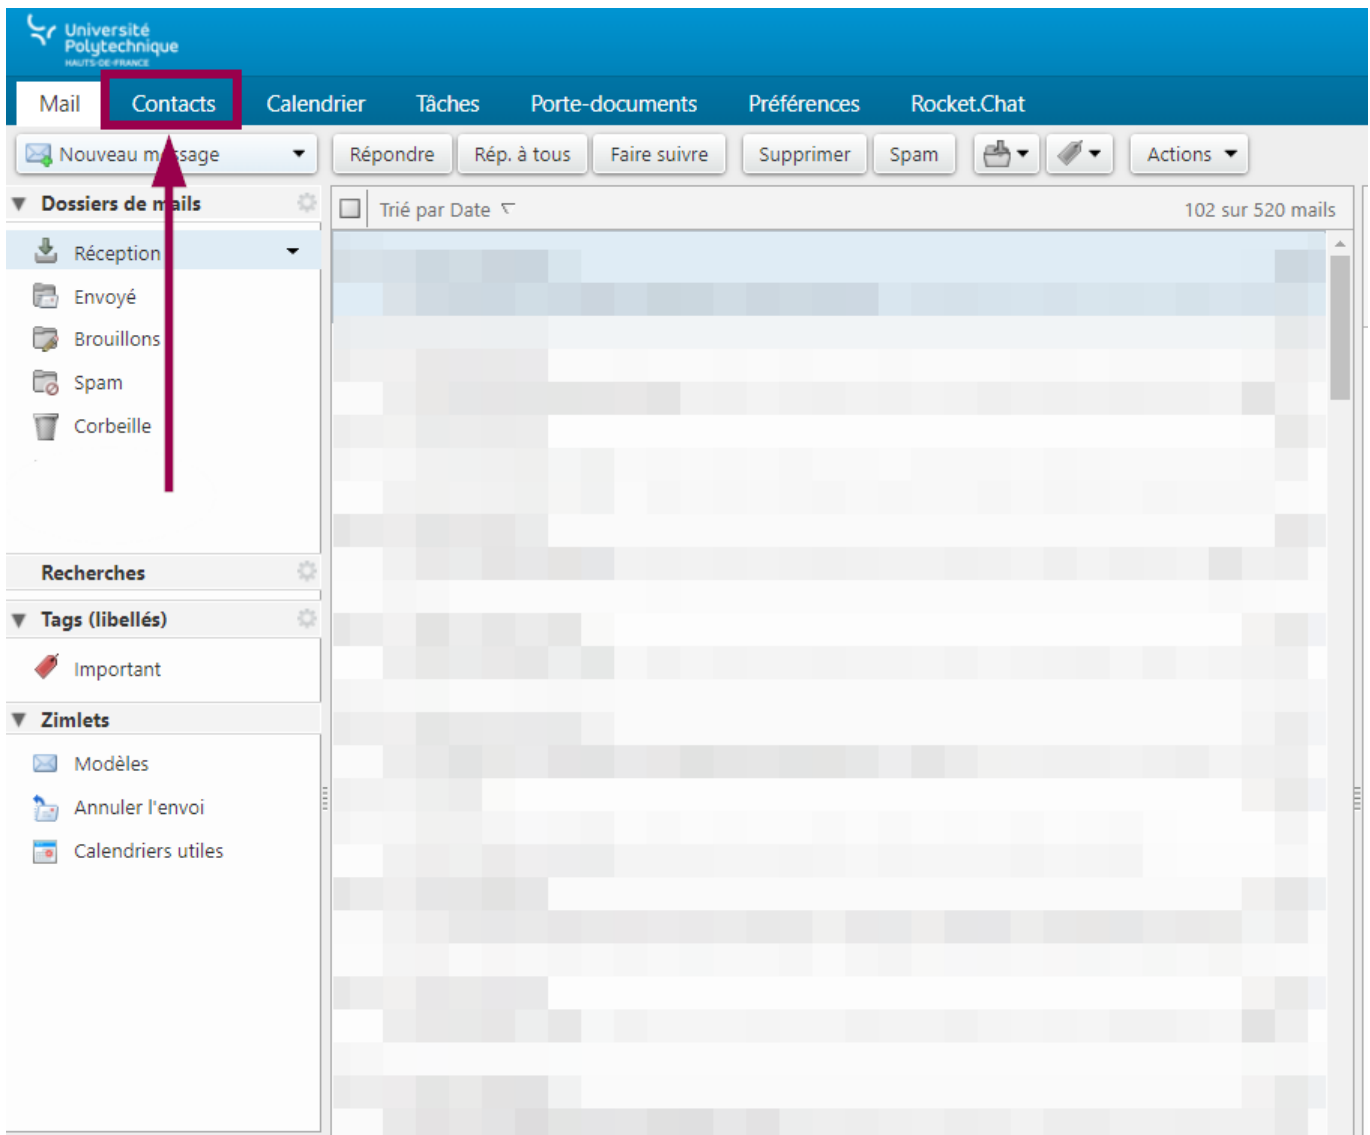 Université
Polytechnique
HAUTS-DE-FRANCE
Mail Contacts Calendrier Tâches Porte-documents Préférences Rocket.Chat
Nouveau message Répondre Rép. à tous Faire suivre Supprimer Spam Actions
Dossiers de mails
Trié par Date 102 sur 520 mails
Réception
Envoyé
Brouillons
Spam
Corbeille
Recherches
Tags (libellés)
Important
Zimlets
Modèles
Annuler l'envoi
Calendriers utiles